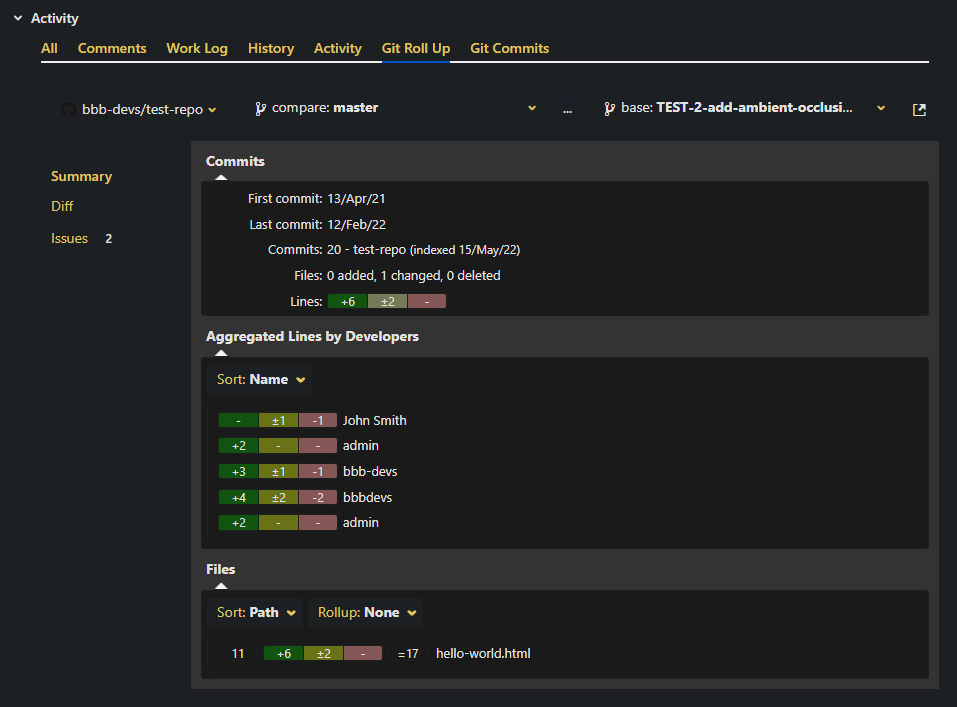 Activity
All Comments Work Log History Activity Git Roll Up Git Commits
bbb-devs/test-repo compare: master ... base: TEST-2-add-ambient-occlusi...
Summary
Diff
Issues 2
Commits
First commit: 13/Apr/21
Last commit: 12/Feb/22
Commits: 20 - test-repo (indexed 15/May/22)
Files: 0 added, 1 changed, 0 deleted
Lines: +6 ±2 -
Aggregated Lines by Developers
Sort: Name
- ±1 -1 John Smith
+2 - - admin
+3 ±1 -1 bbb-devs
+4 ±2 -2 bbbdevs
+2 - - admin
Files
Sort: Path Rollup: None
11 +6 ±2 - =17 hello-world.html